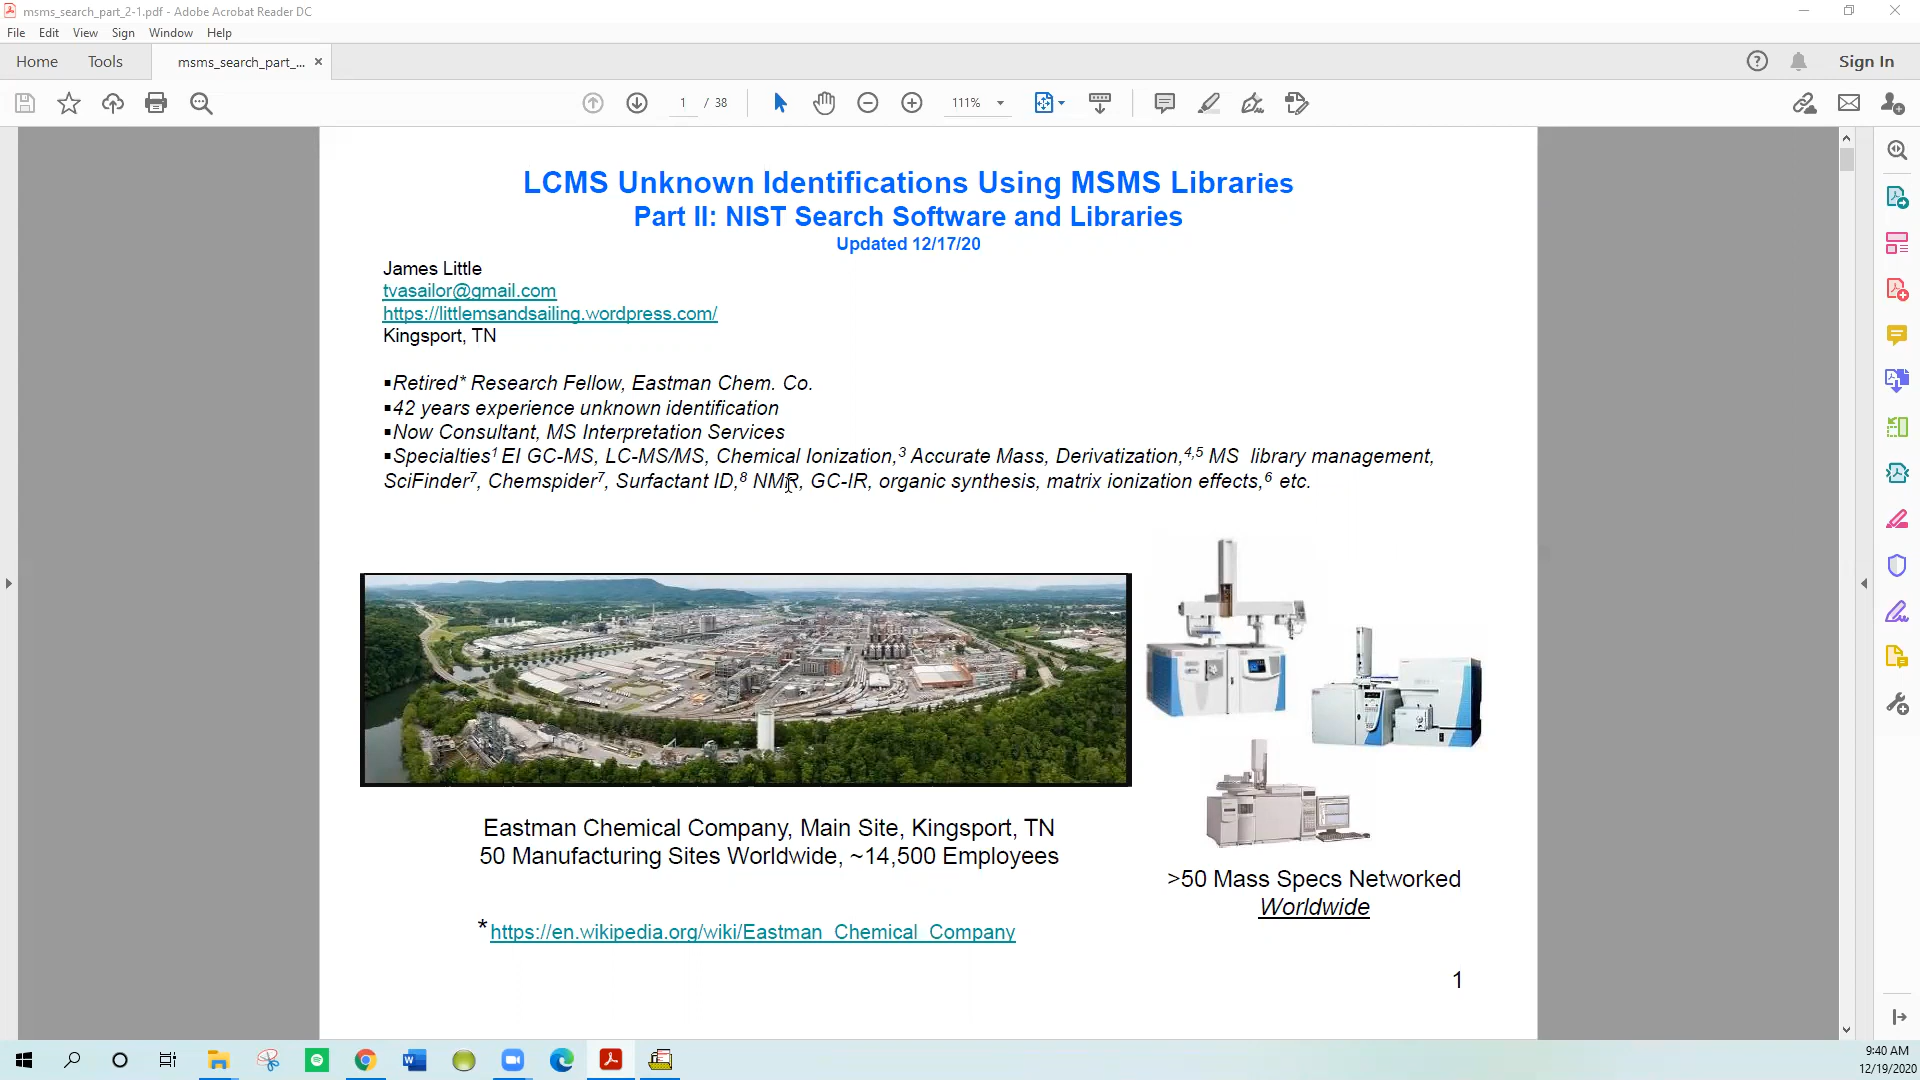 msms_search_part_2-1.pdf - Adobe Acrobat Reader DC
File Edit View Sign Window Help
Home Tools msms_search_part_... × Sign In
1 / 38 111%
LCMS Unknown Identifications Using MSMS Libraries
Part II: NIST Search Software and Libraries
Updated 12/17/20
James Little
tvasailor@gmail.com
https://littlemsandsailing.wordpress.com/
Kingsport, TN
▪Retired* Research Fellow, Eastman Chem. Co.
▪42 years experience unknown identification
▪Now Consultant, MS Interpretation Services
▪Specialties¹ EI GC-MS, LC-MS/MS, Chemical Ionization,³ Accurate Mass, Derivatization,⁴,⁵ MS library management,
SciFinder⁷, Chemspider⁷, Surfactant ID,⁸ NMR, GC-IR, organic synthesis, matrix ionization effects,⁶ etc.
Eastman Chemical Company, Main Site, Kingsport, TN
50 Manufacturing Sites Worldwide, ~14,500 Employees
>50 Mass Specs Networked
Worldwide
*https://en.wikipedia.org/wiki/Eastman_Chemical_Company
1
9:40 AM
12/19/2020